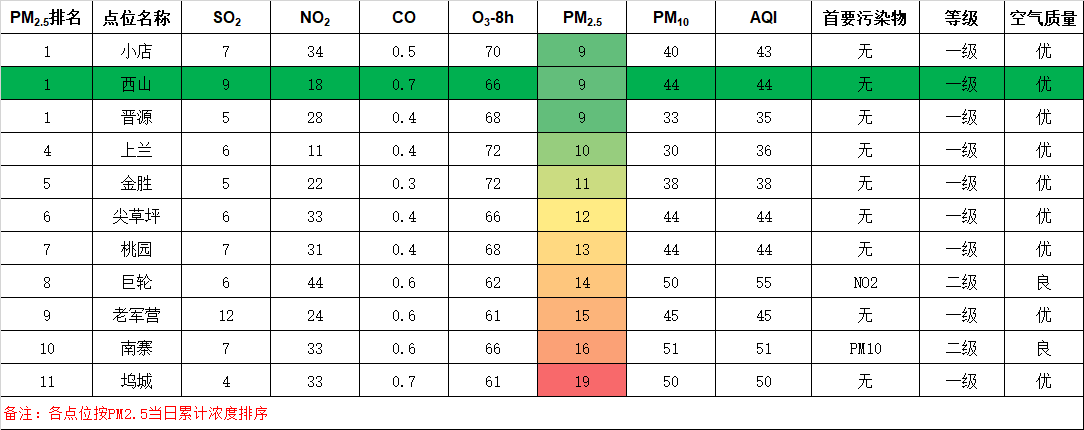 PM2.5排名 点位名称 SO2 NO2 CO O3-8h PM2.5 PM10 AQI 首要污染物 等级 空气质量
1 小店 7 34 0.5 70 9 40 43 无 一级 优
1 西山 9 18 0.7 66 9 44 44 无 一级 优
1 晋源 5 28 0.4 68 9 33 35 无 一级 优
4 上兰 6 11 0.4 72 10 30 36 无 一级 优
5 金胜 5 22 0.3 72 11 38 38 无 一级 优
6 尖草坪 6 33 0.4 66 12 44 44 无 一级 优
7 桃园 7 31 0.4 68 13 44 44 无 一级 优
8 巨轮 6 44 0.6 62 14 50 55 NO2 二级 良
9 老军营 12 24 0.6 61 15 45 45 无 一级 优
10 南寨 7 33 0.6 66 16 51 51 PM10 二级 良
11 坞城 4 33 0.7 61 19 50 50 无 一级 优
备注：各点位按PM2.5当日累计浓度排序